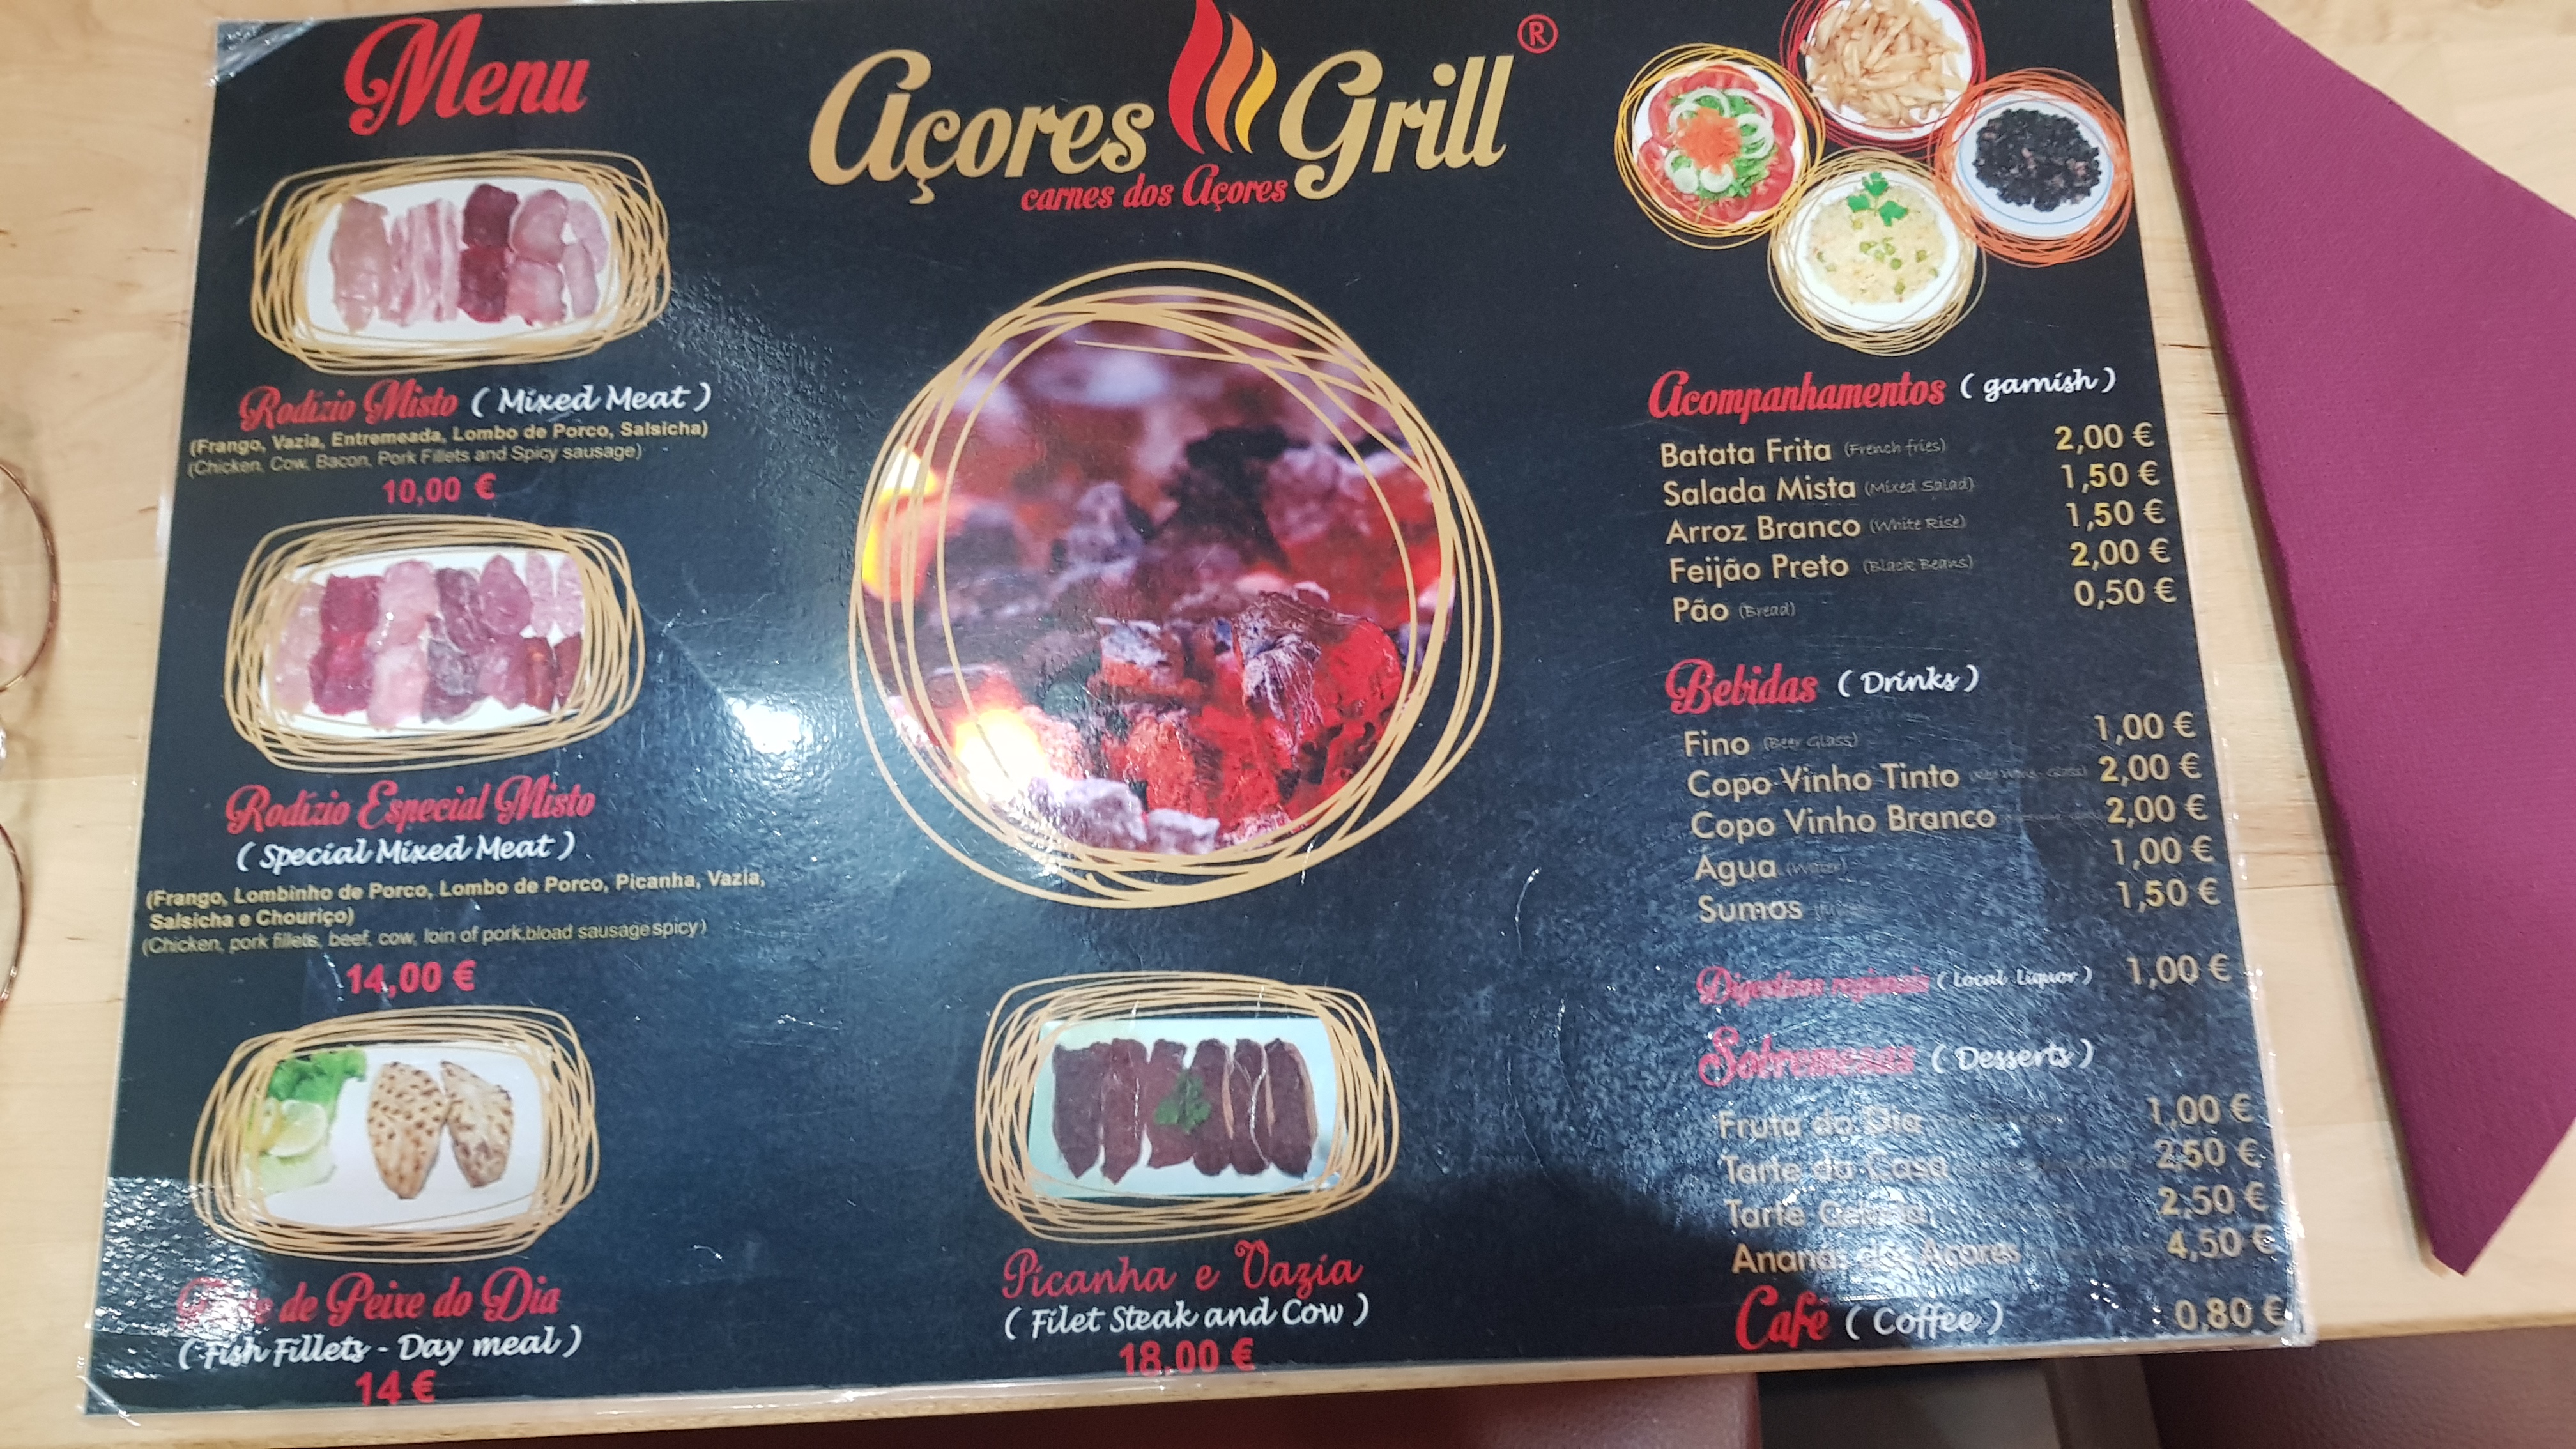 Menu
Açores Grill ®
carnes dos Açores
Rodízio Misto ( Mixed Meat )
(Frango, Vazia, Entremeada, Lombo de Porco, Salsicha)
(Chicken, Cow, Bacon, Pork Fillets and Spicy sausage)
10,00 €
Rodízio Especial Misto
( Special Mixed Meat )
(Frango, Lombinho de Porco, Lombo de Porco, Picanha, Vazia,
Salsicha e Chouriço)
(Chicken, pork fillets, beef, cow, loin of pork,bload sausage spicy)
14,00 €
de Peixe do Dia
( Fish Fillets - Day meal )
14 €
Picanha e Vazia
( Filet Steak and Cow )
18,00 €
Acompanhamentos ( garnish )
Batata Frita (French fries) 2,00 €
Salada Mista (Mixed Salad) 1,50 €
Arroz Branco (White Rise) 1,50 €
Feijão Preto (Black Beans) 2,00 €
Pão (Bread) 0,50 €
Bebidas ( Drinks )
Fino (Beer Glass) 1,00 €
Copo Vinho Tinto 2,00 €
Copo Vinho Branco 2,00 €
Água (Water) 1,00 €
Sumos 1,50 €
Digestivos regionais ( Local Liquor ) 1,00 €
Sobremesas ( Desserts )
Fruta do Dia 1,00 €
Tarte da Casa 2,50 €
Tarte 2,50 €
Ananas dos Açores 4,50 €
Café ( Coffee ) 0,80 €